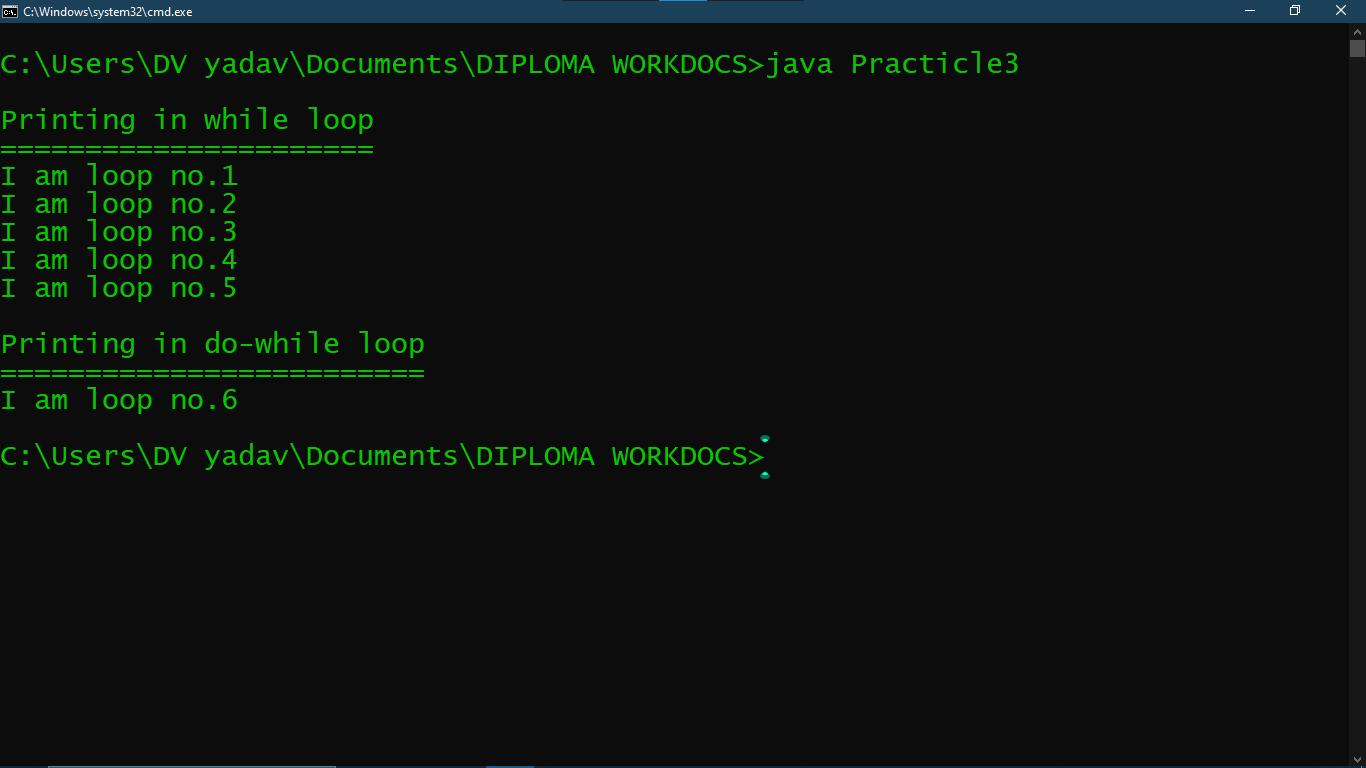 C:\Windows\system32\cmd.exe
C:\Users\DV yadav\Documents\DIPLOMA WORKDOCS>java Practicle3
Printing in while loop
======================
I am loop no.1
I am loop no.2
I am loop no.3
I am loop no.4
I am loop no.5
Printing in do-while loop
=========================
I am loop no.6
C:\Users\DV yadav\Documents\DIPLOMA WORKDOCS>